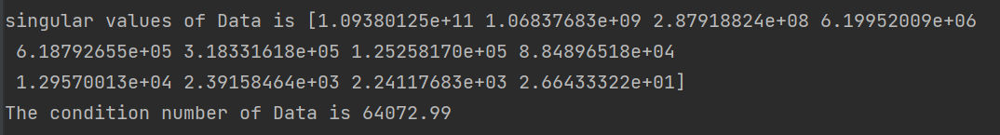 singular values of Data is [1.09380125e+11 1.06837683e+09 2.87918824e+08 6.19952009e+06
 6.18792655e+05 3.18331618e+05 1.25258170e+05 8.84896518e+04
 1.29570013e+04 2.39158464e+03 2.24117683e+03 2.66433322e+01]
The condition number of Data is 64072.99